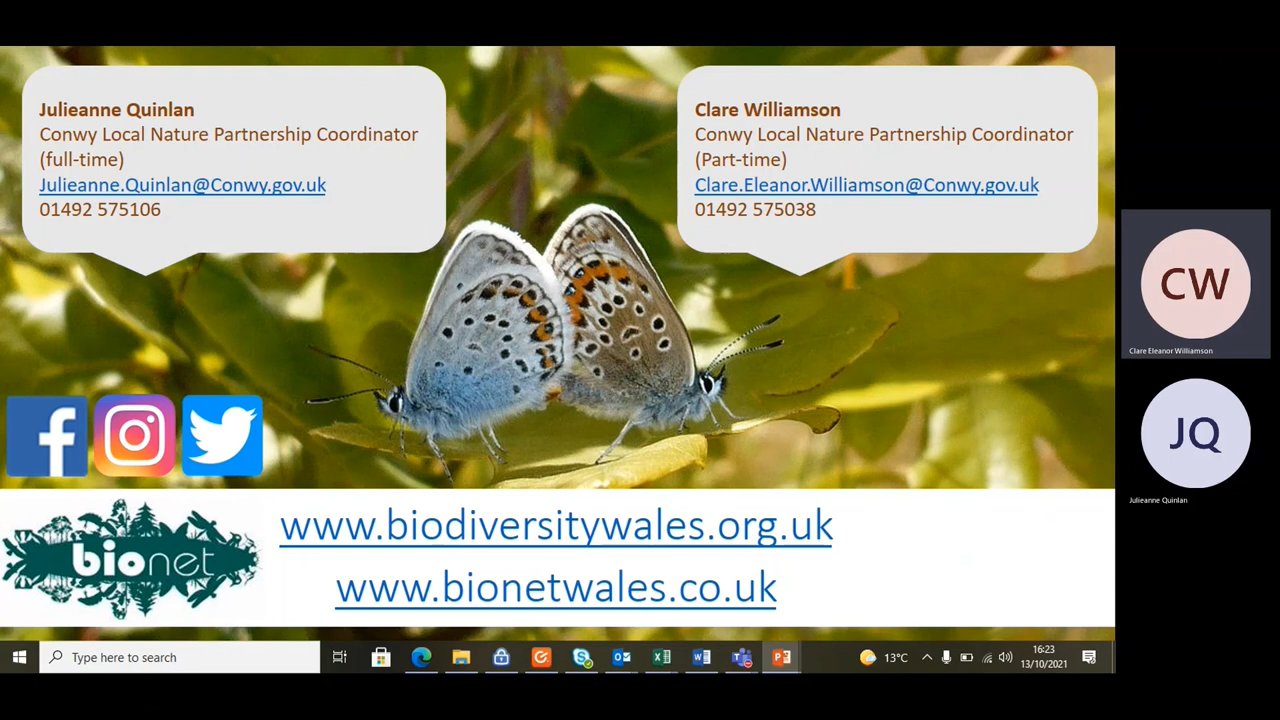 Julieanne Quinlan
Conwy Local Nature Partnership Coordinator
(full-time)
Julieanne.Quinlan@Conwy.gov.uk
01492 575106
Clare Williamson
Conwy Local Nature Partnership Coordinator
(Part-time)
Clare.Eleanor.Williamson@Conwy.gov.uk
01492 575038
CW
Clare Eleanor Williamson
JQ
Julieanne Quinlan
bionet
www.biodiversitywales.org.uk
www.bionetwales.co.uk
Type here to search
13°C
16:23
13/10/2021